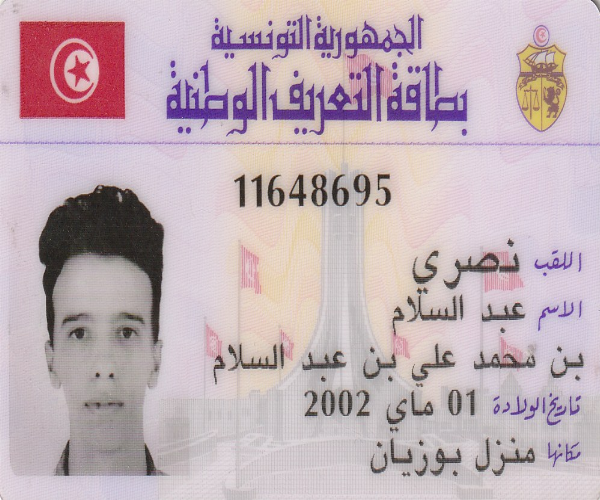 الجمهورية التونسية
بطاقة التعريف الوطنية
11648695
اللقب نصري
الاسم عبد السلام
بن محمد علي بن عبد السلام
تاريخ الولادة 01 ماي 2002
مكانها منزل بوزيان